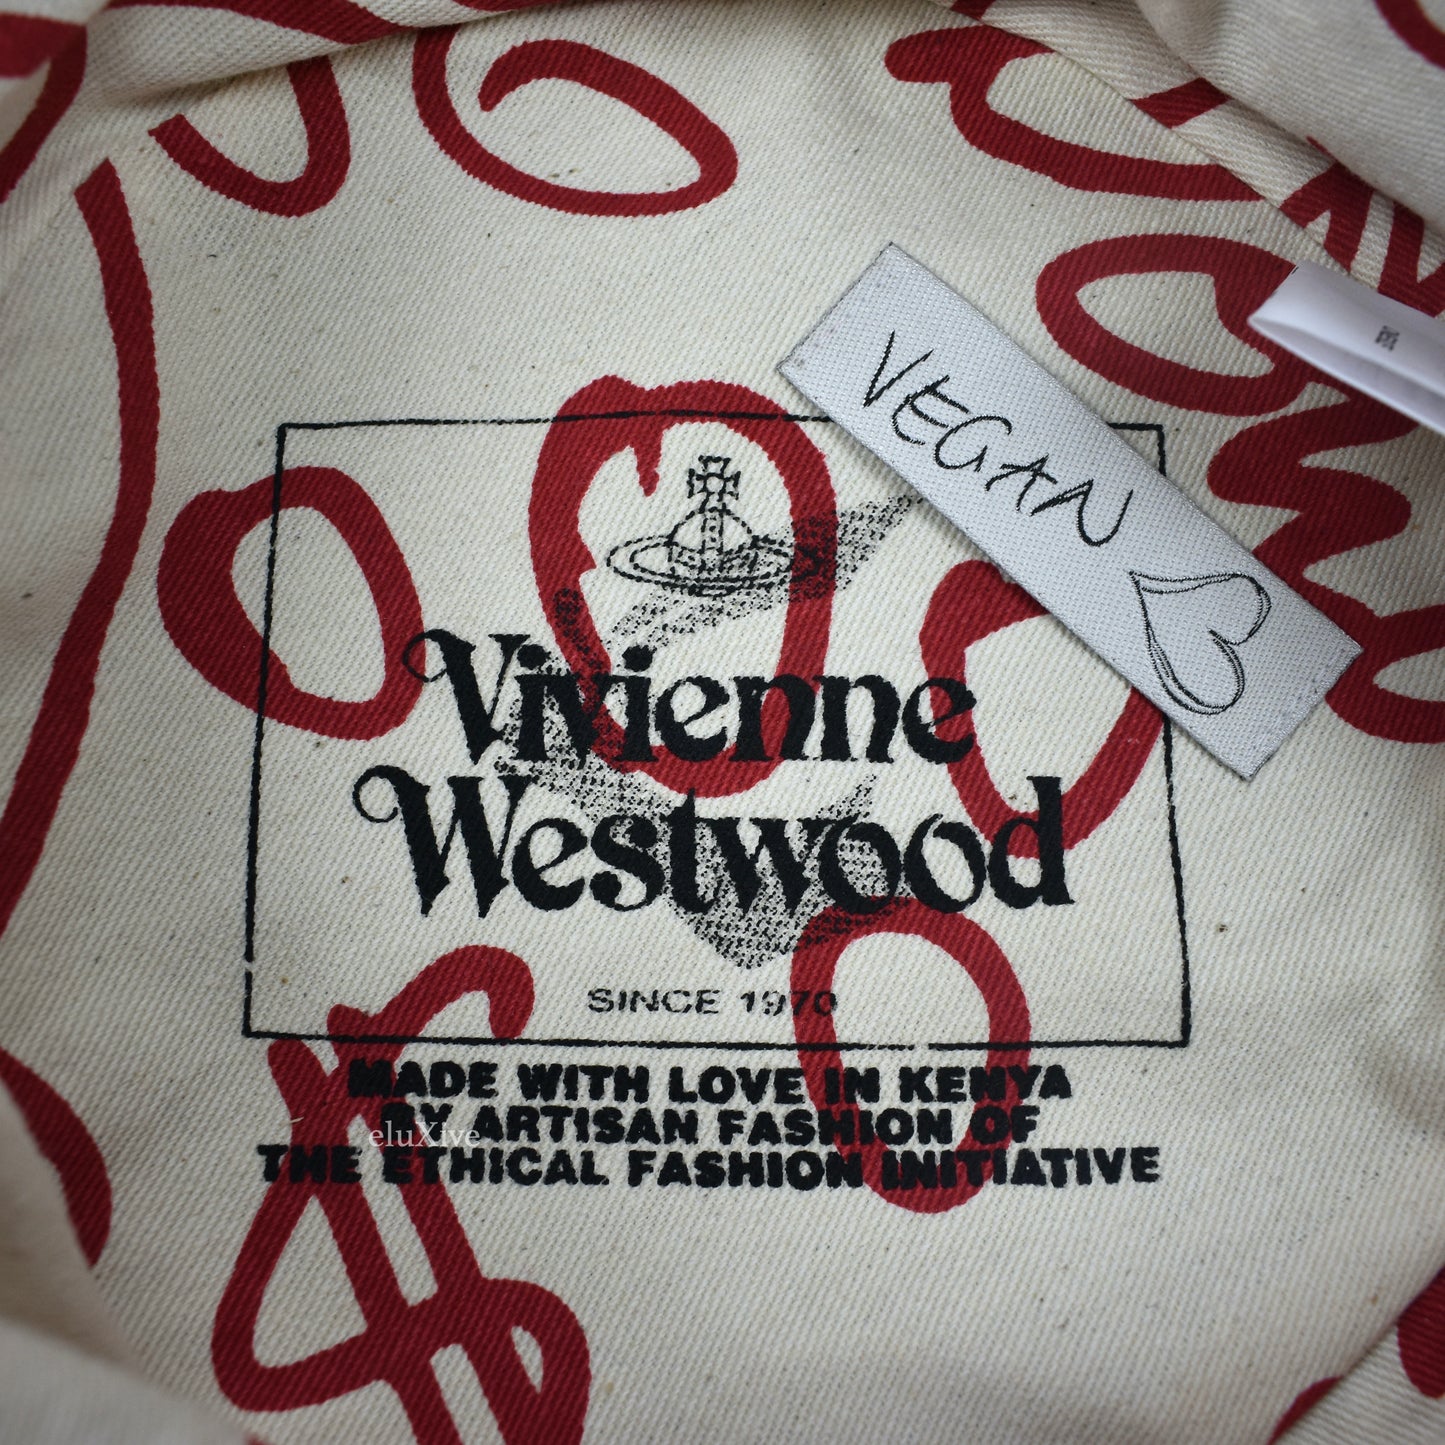 VEGAN
Vivienne
Westwood
SINCE 1970
MADE WITH LOVE IN KENYA
BY ARTISAN FASHION OF
THE ETHICAL FASHION INITIATIVE
eluXive